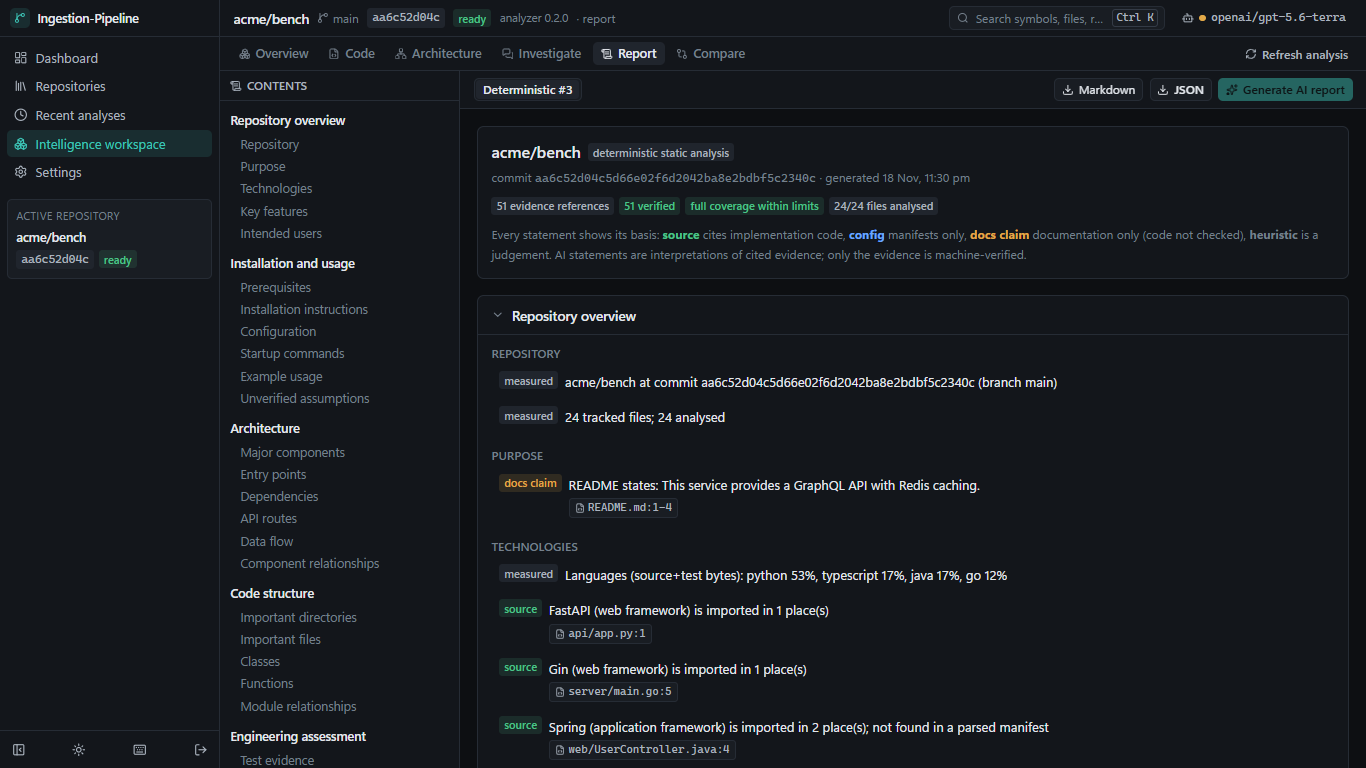 Ingestion-Pipeline
acme/bench main aa6c52d04c ready analyzer 0.2.0 · report
Search symbols, files, r... Ctrl K
openai/gpt-5.6-terra
Dashboard
Repositories
Recent analyses
Intelligence workspace
Settings
ACTIVE REPOSITORY
acme/bench
aa6c52d04c ready
Overview Code Architecture Investigate Report Compare
Refresh analysis
CONTENTS
Repository overview
Repository
Purpose
Technologies
Key features
Intended users
Installation and usage
Prerequisites
Installation instructions
Configuration
Startup commands
Example usage
Unverified assumptions
Architecture
Major components
Entry points
Dependencies
API routes
Data flow
Component relationships
Code structure
Important directories
Important files
Classes
Functions
Module relationships
Engineering assessment
Test evidence
Deterministic #3
Markdown JSON Generate AI report
acme/bench deterministic static analysis
commit aa6c52d04c5d66e02f6d2042ba8e2bdbf5c2340c · generated 18 Nov, 11:30 pm
51 evidence references 51 verified full coverage within limits 24/24 files analysed
Every statement shows its basis: source cites implementation code, config manifests only, docs claim documentation only (code not checked), heuristic is a
judgement. AI statements are interpretations of cited evidence; only the evidence is machine-verified.
Repository overview
REPOSITORY
measured acme/bench at commit aa6c52d04c5d66e02f6d2042ba8e2bdbf5c2340c (branch main)
measured 24 tracked files; 24 analysed
PURPOSE
docs claim README states: This service provides a GraphQL API with Redis caching.
README.md:1–4
TECHNOLOGIES
measured Languages (source+test bytes): python 53%, typescript 17%, java 17%, go 12%
source FastAPI (web framework) is imported in 1 place(s)
api/app.py:1
source Gin (web framework) is imported in 1 place(s)
server/main.go:5
source Spring (application framework) is imported in 2 place(s); not found in a parsed manifest
web/UserController.java:4